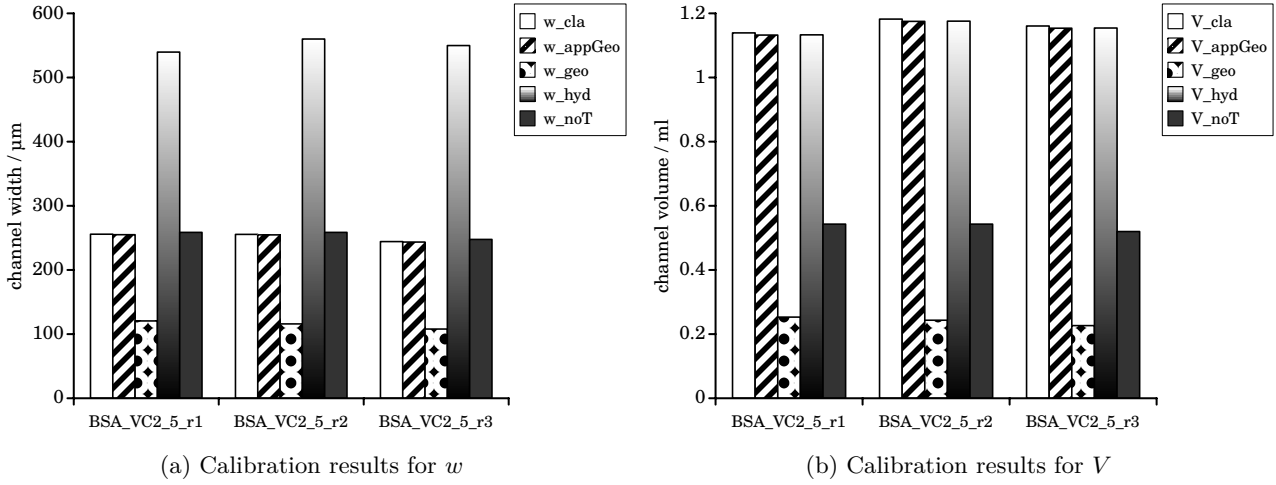 600
500
400
300
200
100
0
channel width / µm
BSA_VC2_5_r1
BSA_VC2_5_r2
BSA_VC2_5_r3
w_cla
w_appGeo
w_geo
w_hyd
w_noT
(a) Calibration results for w
1.2
1
0.8
0.6
0.4
0.2
0
channel volume / ml
BSA_VC2_5_r1
BSA_VC2_5_r2
BSA_VC2_5_r3
V_cla
V_appGeo
V_geo
V_hyd
V_noT
(b) Calibration results for V